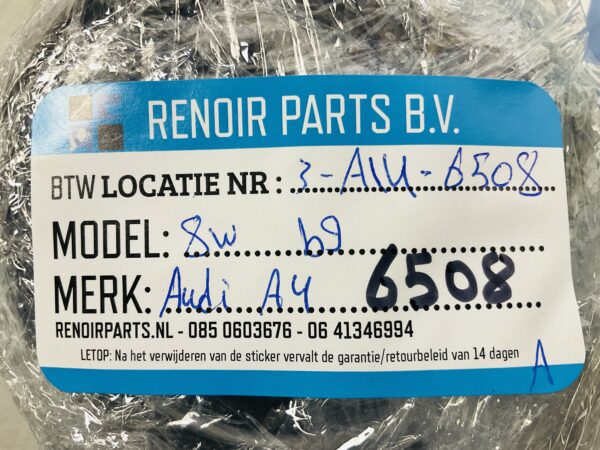 RENOIR PARTS B.V.
BTW LOCATIE NR : 3-A14-6508
MODEL: 8w b9
MERK: Audi A4 6508
RENOIRPARTS.NL - 085 0603676 - 06 41346994
LETOP: Na het verwijderen van de sticker vervalt de garantie/retourbeleid van 14 dagen
A